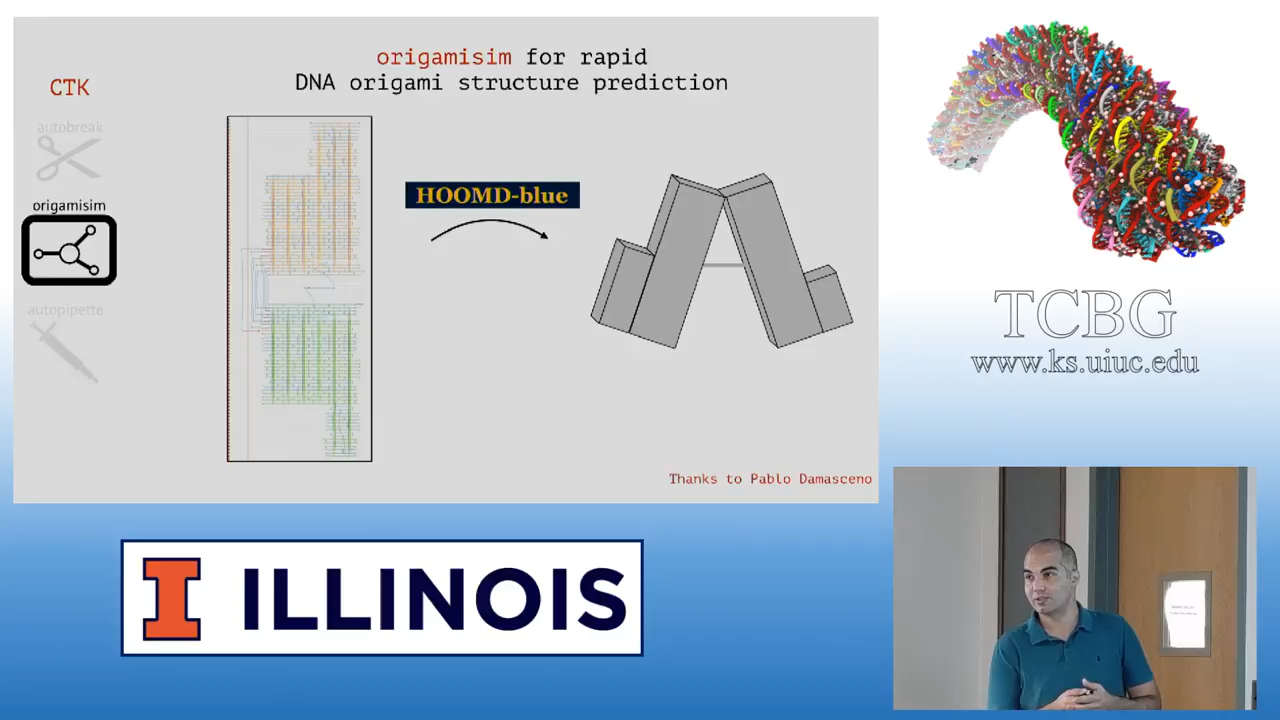 origamisim for rapid
DNA origami structure prediction
CTK
autobreak
origamisim
autopipette
HOOMD-blue
Thanks to Pablo Damasceno
TCBG
www.ks.uiuc.edu
I ILLINOIS